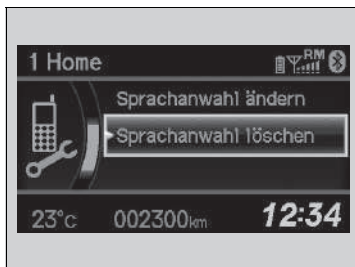 1 Home RM
Sprachanwahl ändern
Sprachanwahl löschen
23°c 002300km 12:34